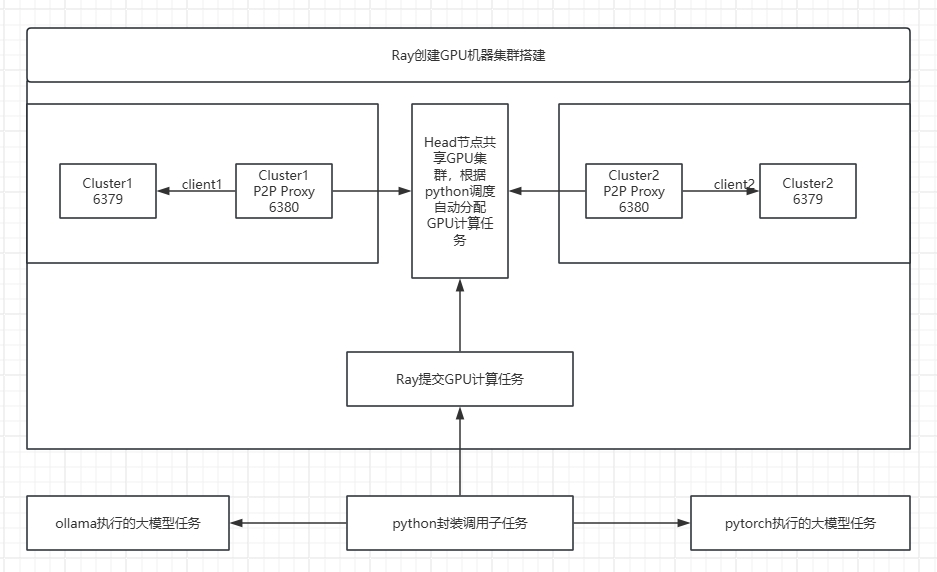 Ray创建GPU机器集群搭建
Cluster1
6379
client1
Cluster1
P2P Proxy
6380
Head节点共
享GPU集
群，根据
python调度
自动分配
GPU计算任
务
Cluster2
P2P Proxy
6380
client2
Cluster2
6379
Ray提交GPU计算任务
ollama执行的大模型任务
python封装调用子任务
pytorch执行的大模型任务